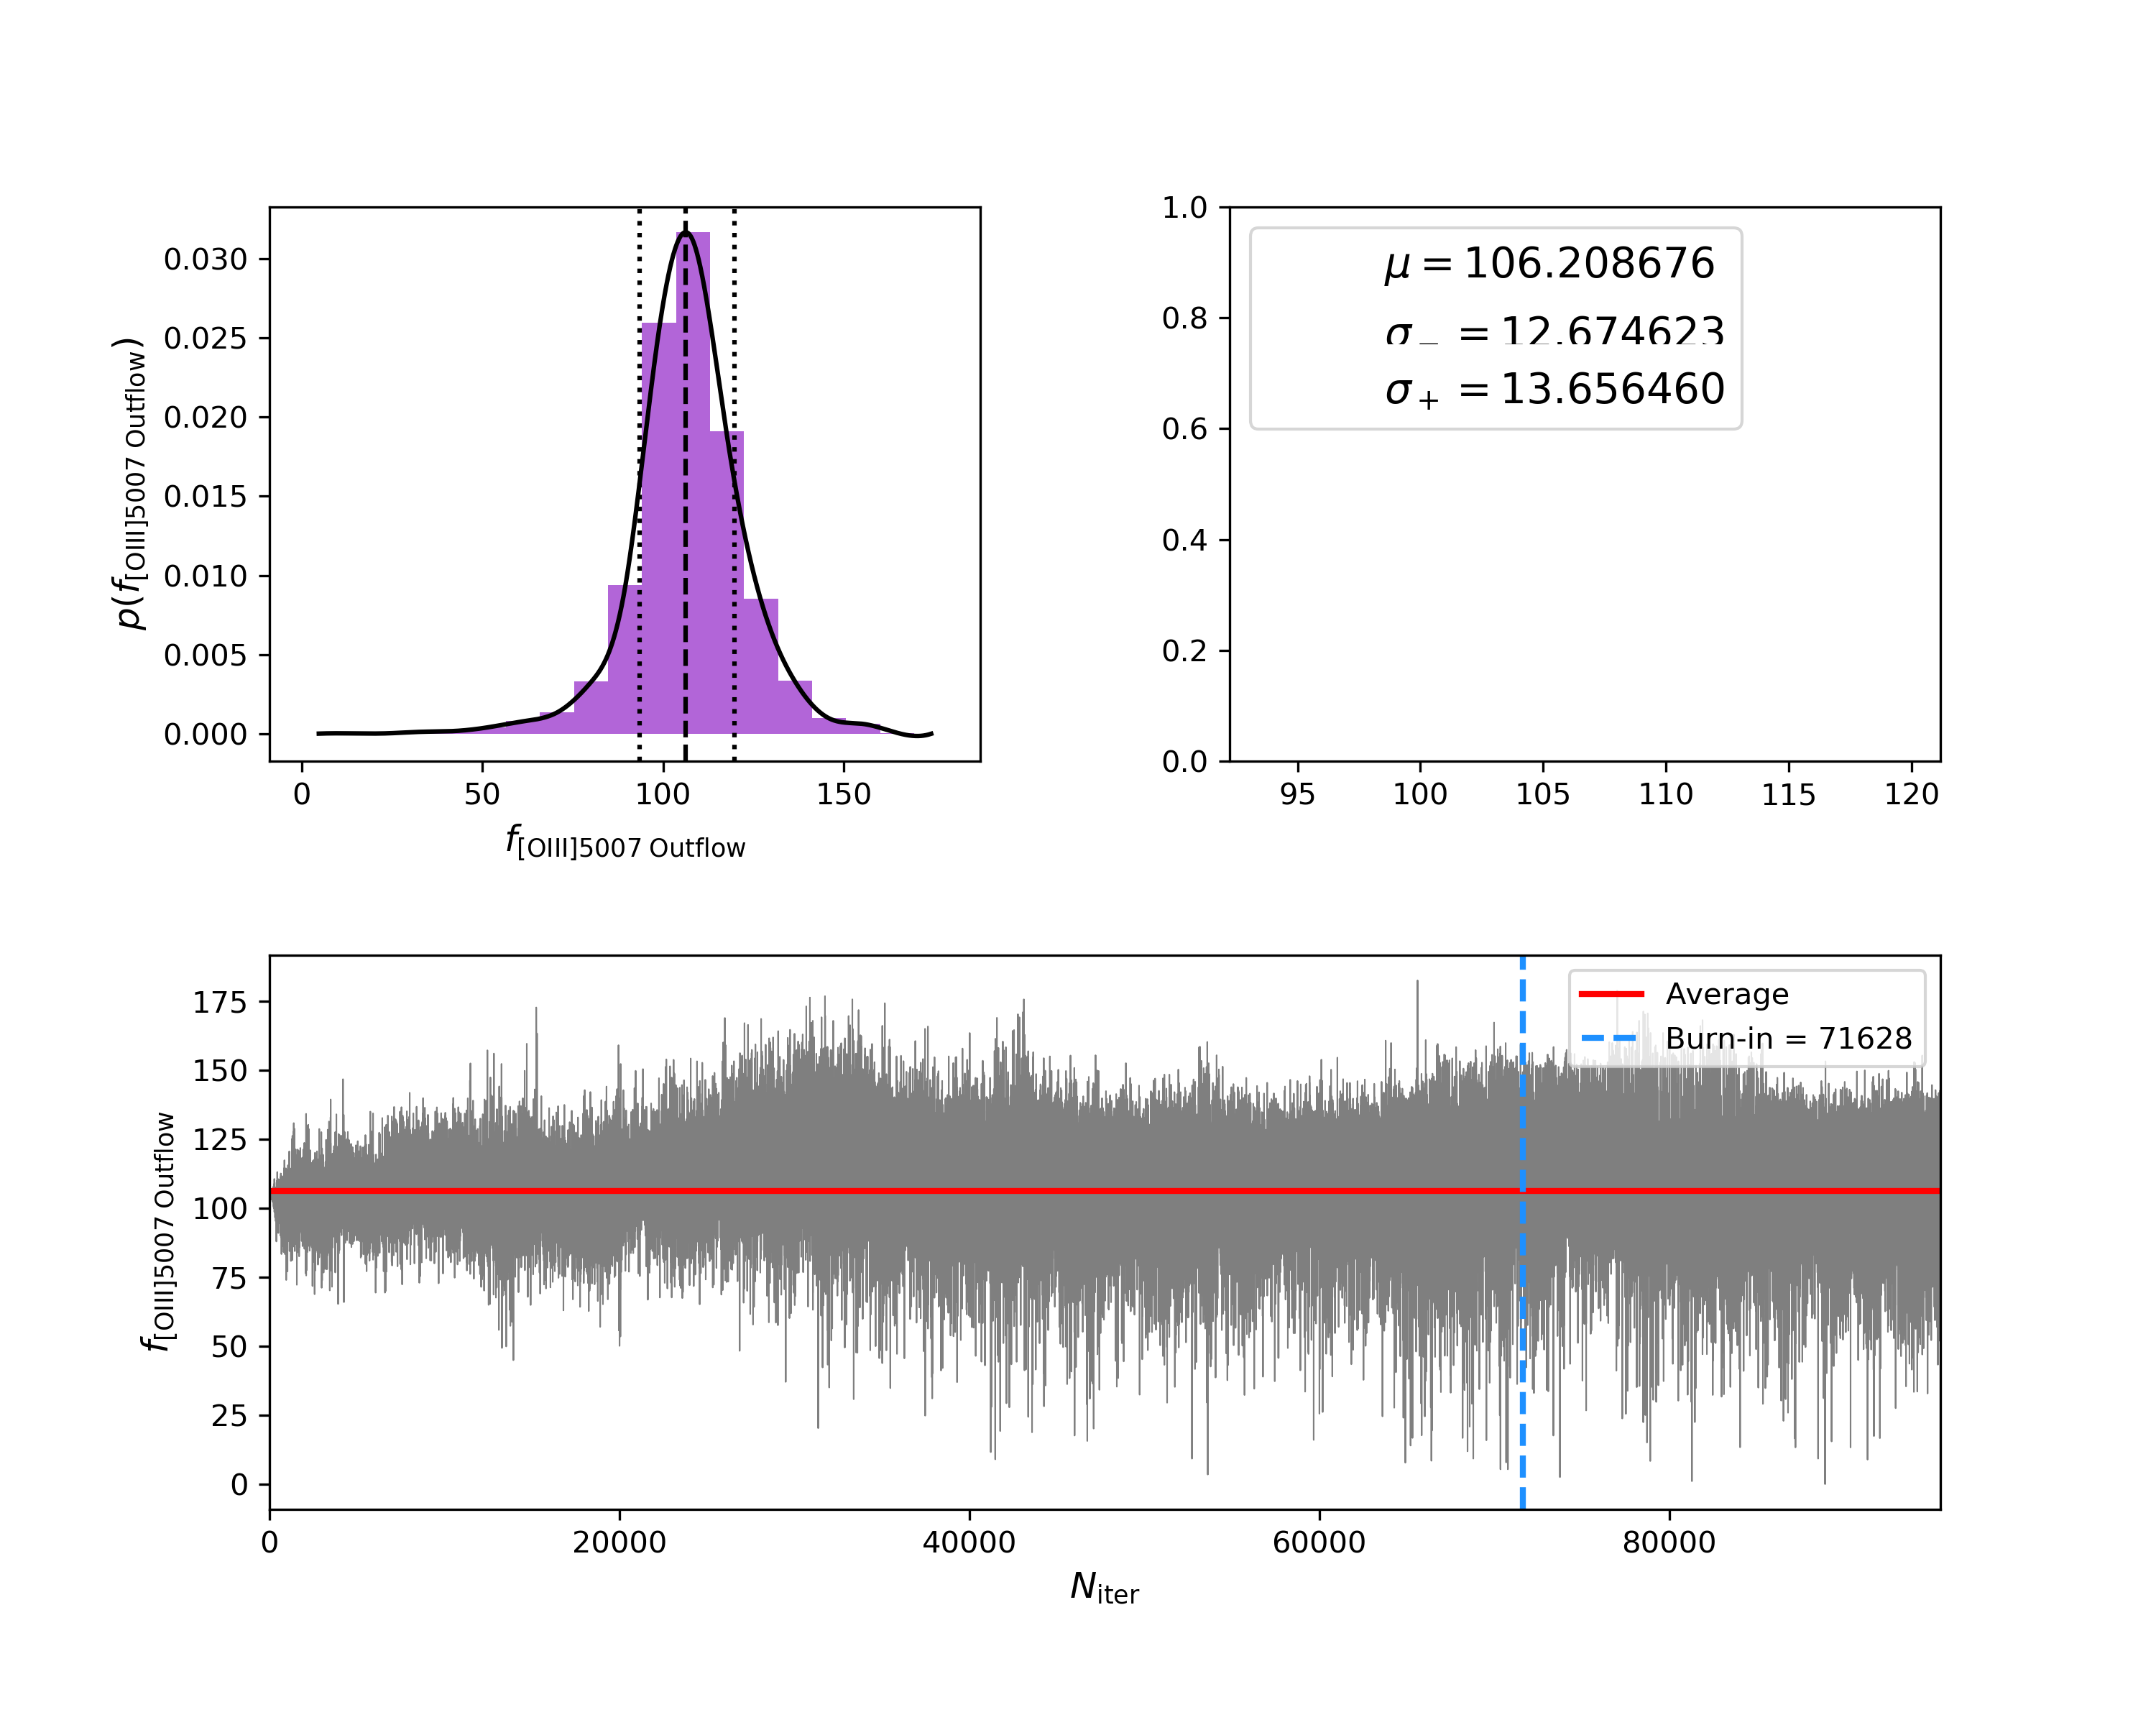 0.030
0.025
0.020
0.015
0.010
0.005
0.000
p(f[OIII]5007 Outflow)
0 50 100 150
f[OIII]5007 Outflow
1.0
0.8
0.6
0.4
0.2
0.0
μ = 106.208676
σ− = 12.674623
σ+ = 13.656460
95 100 105 110 115 120
175
150
125
100
75
50
25
0
f[OIII]5007 Outflow
Average
Burn-in = 71628
0 20000 40000 60000 80000
Niter